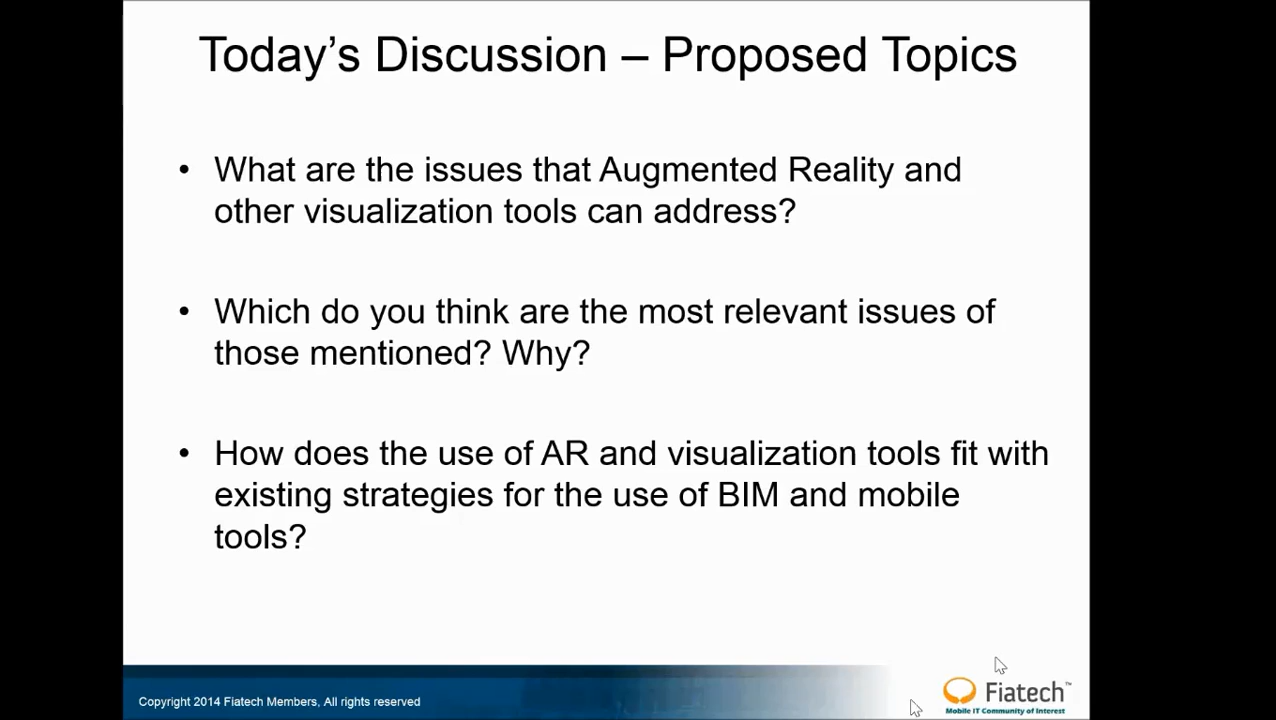 Today's Discussion – Proposed Topics
• What are the issues that Augmented Reality and
other visualization tools can address?
• Which do you think are the most relevant issues of
those mentioned? Why?
• How does the use of AR and visualization tools fit with
existing strategies for the use of BIM and mobile
tools?
Copyright 2014 Fiatech Members, All rights reserved
Fiatech™
Mobile IT Community of Interest